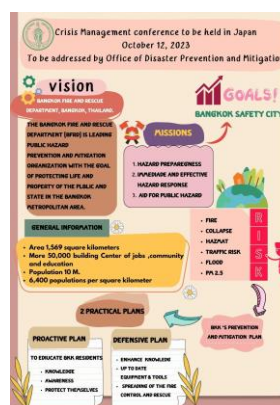 Crisis Management conference to be held in Japan
October 12, 2023
To be addressed by Office of Disaster Prevention and Mitigation
vision
BANGKOK FIRE AND RESCUE
DEPARTMENT, BANGKOK, THAILAND.
THE BANGKOK FIRE AND RESCUE
DEPARTMENT (BFRD) IS LEADING
PUBLIC HAZARD
PREVENTION AND MITIGATION
ORGANIZATION WITH THE GOAL
OF PROTECTING LIFE AND
PROPERTY OF THE PUBLIC AND
STATE IN THE BANGKOK
METROPOLITAN AREA.
GOALS!
BANGKOK SAFETY CITY
MISSIONS
1. HAZARD PREPAREDNESS
2. IMMEDIATE AND EFFECTIVE
HAZARD RESPONSE
3. AID FOR PUBLIC HAZARD
GENERAL INFORMATION
• Area 1,569 square kilometers
• More 50,000 building Center of jobs ,community
and education
• Population 10 M.
• 6,400 populations per square kilometer
• FIRE
• COLLAPSE
• HAZMAT
• TRAFFIC RISK
• FLOOD
• PM 2.5
RISK
BKK 'S PREVENTION
AND MITIGATION PLAN
2 PRACTICAL PLANS
PROACTIVE PLAN
TO EDUCATE BKK RESIDENTS
• KNOWLEDGE
• AWARENESS
• PROTECT THEMSELVES
DEFENSIVE PLAN
• ENHANCE KNOWLEDGE
• UP TO DATE
EQUIPMENT & TOOLS
• SPREADING OF THE FIRE
CONTROL AND RESCUE